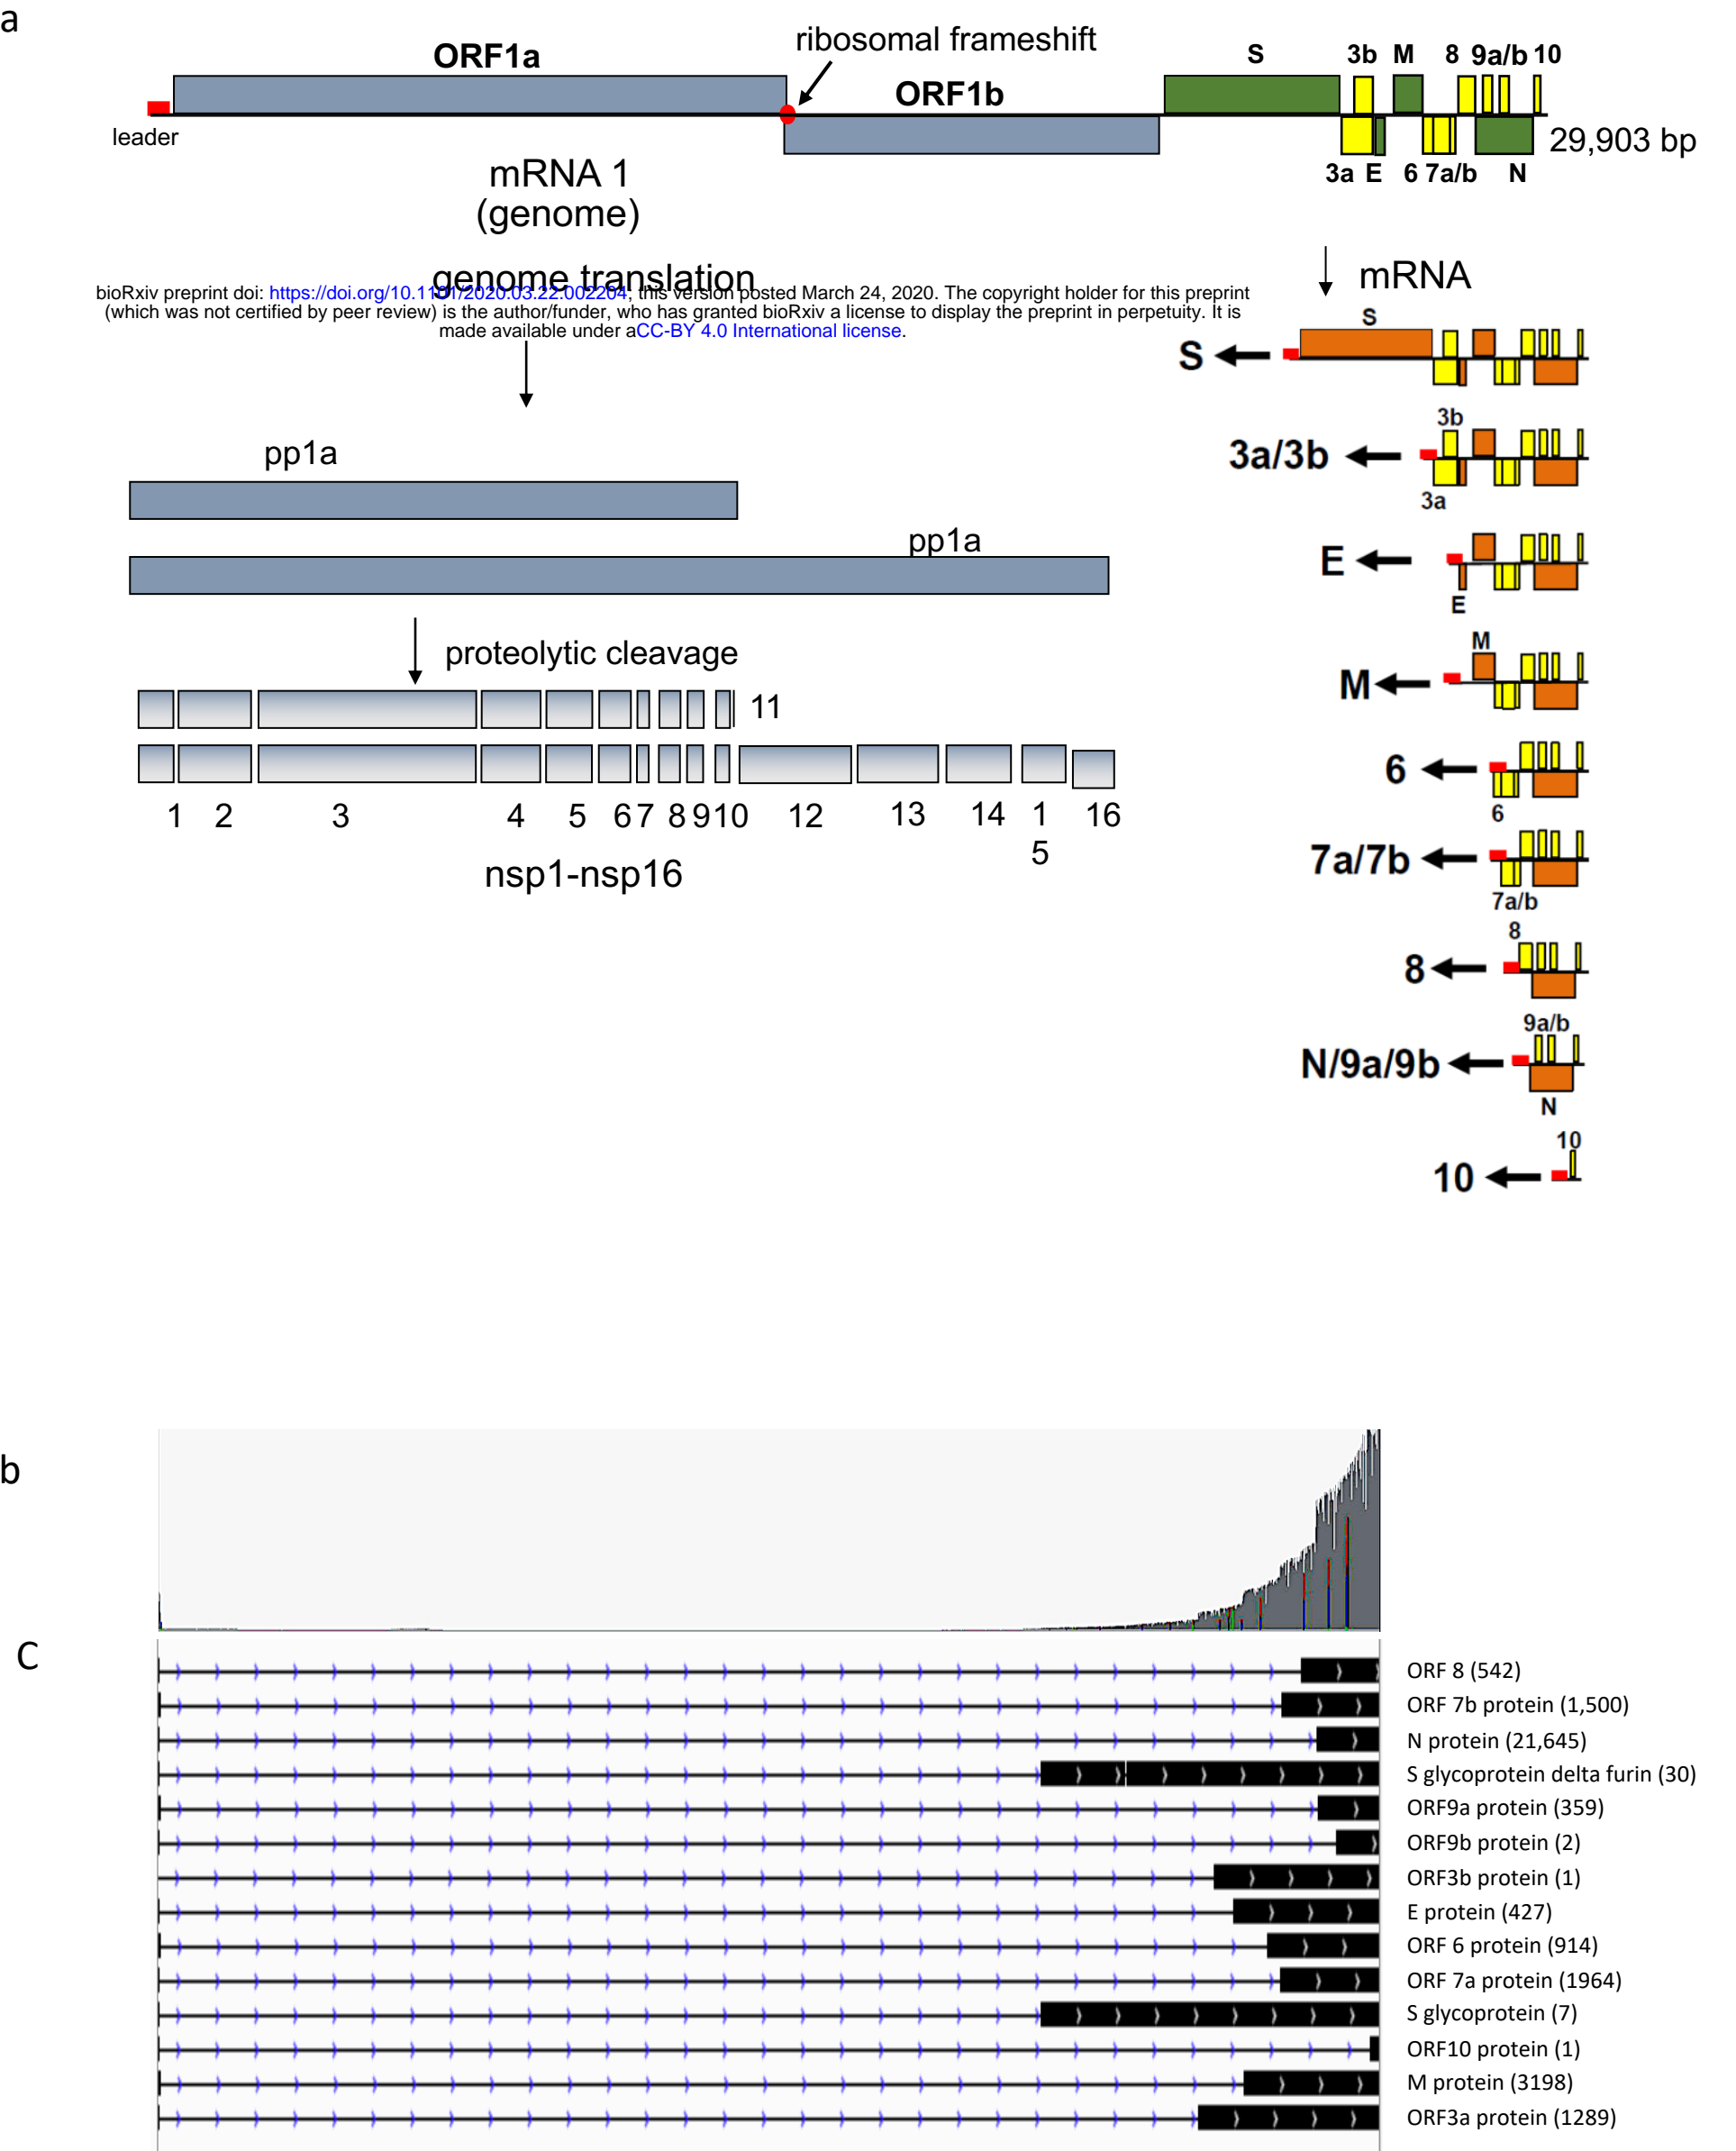 a
ribosomal frameshift
ORF1a
ORF1b
S
3b
M
8
9a/b
10
leader
29,903 bp
3a
E
6
7a/b
N
mRNA 1
(genome)
genome translation
bioRxiv preprint doi: https://doi.org/10.1101/2020.03.22.002204; this version posted March 24, 2020. The copyright holder for this preprint
(which was not certified by peer review) is the author/funder, who has granted bioRxiv a license to display the preprint in perpetuity. It is
made available under aCC-BY 4.0 International license.
mRNA
S
S
pp1a
3b
3a/3b
3a
pp1a
E
E
proteolytic cleavage
M
M
11
6
6
1 2 3 4 5 6 7 8 9 10 12 13 14 1 16
5
nsp1-nsp16
7a/7b
7a/b
8
8
9a/b
N/9a/9b
N
10
10
b
C
ORF 8 (542)
ORF 7b protein (1,500)
N protein (21,645)
S glycoprotein delta furin (30)
ORF9a protein (359)
ORF9b protein (2)
ORF3b protein (1)
E protein (427)
ORF 6 protein (914)
ORF 7a protein (1964)
S glycoprotein (7)
ORF10 protein (1)
M protein (3198)
ORF3a protein (1289)